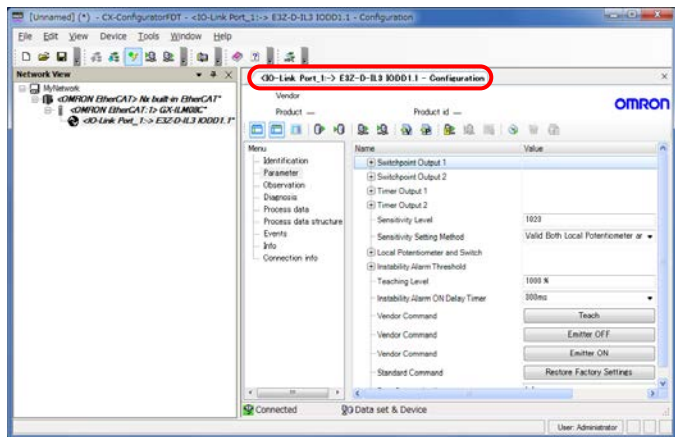 [Unnamed] (*) - CX-ConfiguratorFDT - <IO-Link Port_1:-> E3Z-D-IL3 IODD1.1 - Configuration
File Edit View Device Tools Window Help
Network View
<IO-Link Port_1:-> E3Z-D-IL3 IODD1.1 - Configuration
MyNetwork
<OMRON EtherCAT> Nx built-in EtherCAT*
<OMRON EtherCAT: 1> GX-ILM08C*
<IO-Link Port_1:-> E3Z-D-IL3 IODD1.1*
Vendor
Product —
Product id —
OMRON
Menu
Identification
Parameter
Observation
Diagnosis
Process data
Process data structure
Events
Info
Connection info
Name Value
Switchpoint Output 1
Switchpoint Output 2
Timer Output 1
Timer Output 2
Sensitivity Level 1020
Sensitivity Setting Method Valid Both Local Potentiometer ar
Local Potentiometer and Switch
Instability Alarm Threshold
Teaching Level 1000 %
Instability Alarm ON Delay Timer 300ms
Vendor Command Teach
Vendor Command Emitter OFF
Vendor Command Emitter ON
Standard Command Restore Factory Settings
Connected Data set & Device
User: Administrator